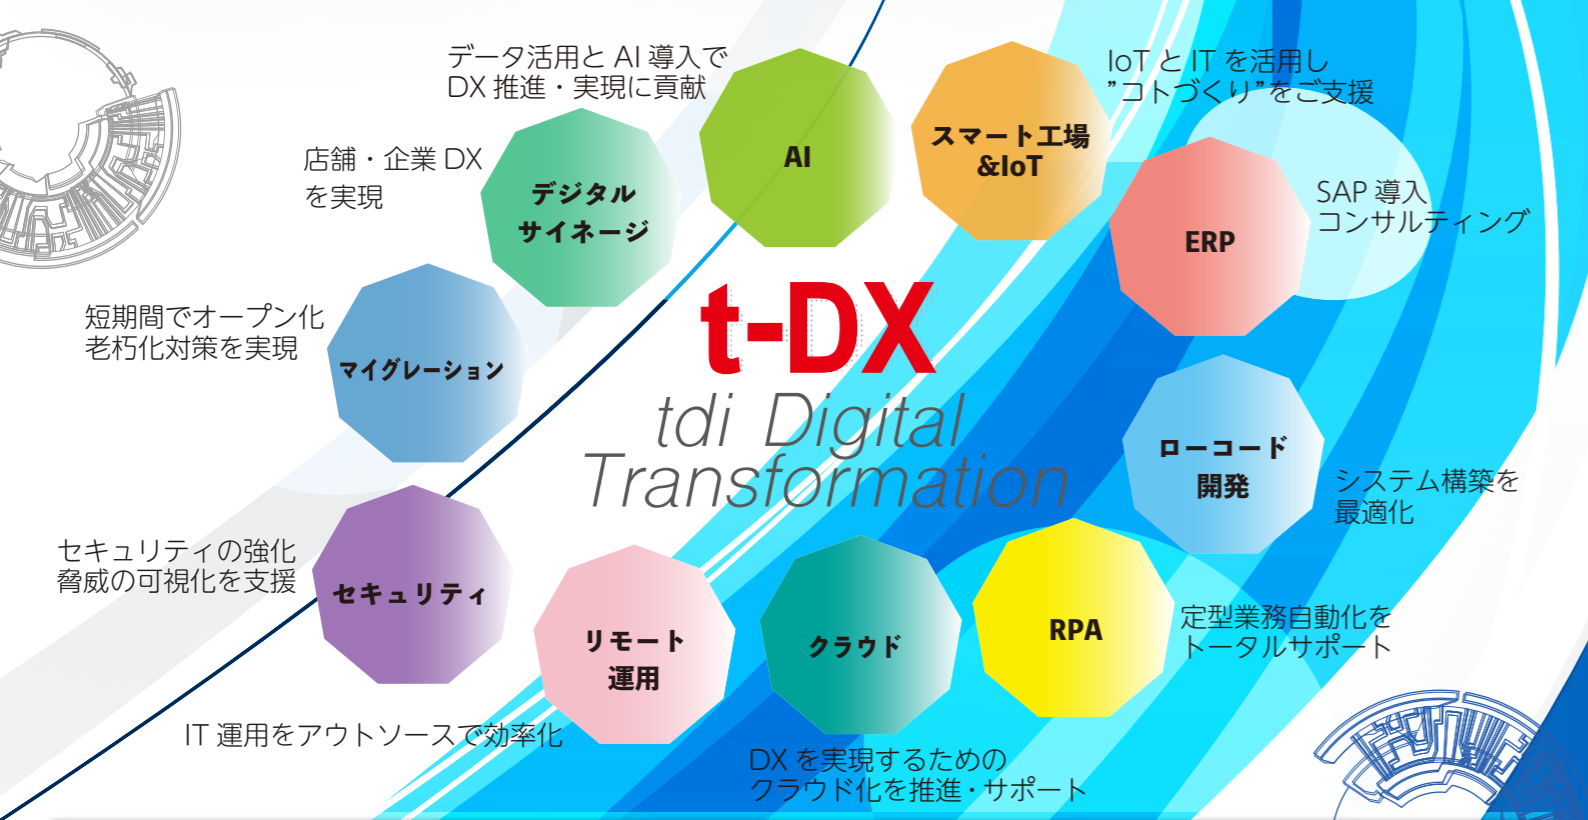 データ活用と AI 導入で
DX 推進・実現に貢献
AI
スマート工場
&IoT
IoT と IT を活用し
”コトづくり”をご支援
店舗・企業 DX
を実現
デジタル
サイネージ
ERP
SAP 導入
コンサルティング
短期間でオープン化
老朽化対策を実現
マイグレーション
t-DX
tdi Digital
Transformation
ローコード
開発
システム構築を
最適化
セキュリティの強化
脅威の可視化を支援
セキュリティ
リモート
運用
IT 運用をアウトソースで効率化
クラウド
DX を実現するための
クラウド化を推進・サポート
RPA
定型業務自動化を
トータルサポート